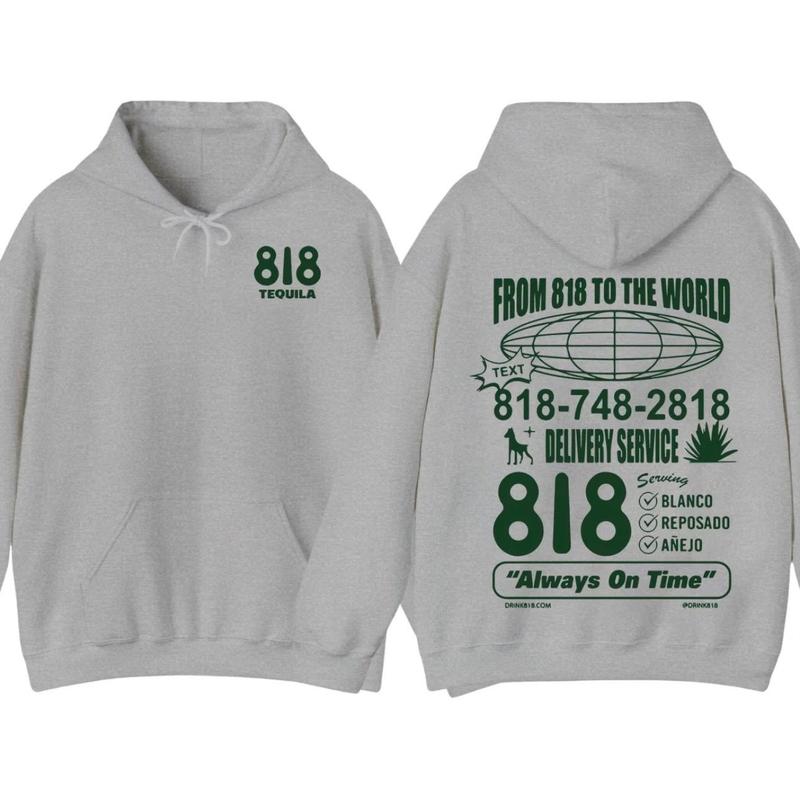 818
TEQUILA
FROM 818 TO THE WORLD
TEXT
818-748-2818
DELIVERY SERVICE
818
Serving
BLANCO
REPOSADO
AÑEJO
“Always On Time”
DRINK818.COM
@DRINK818